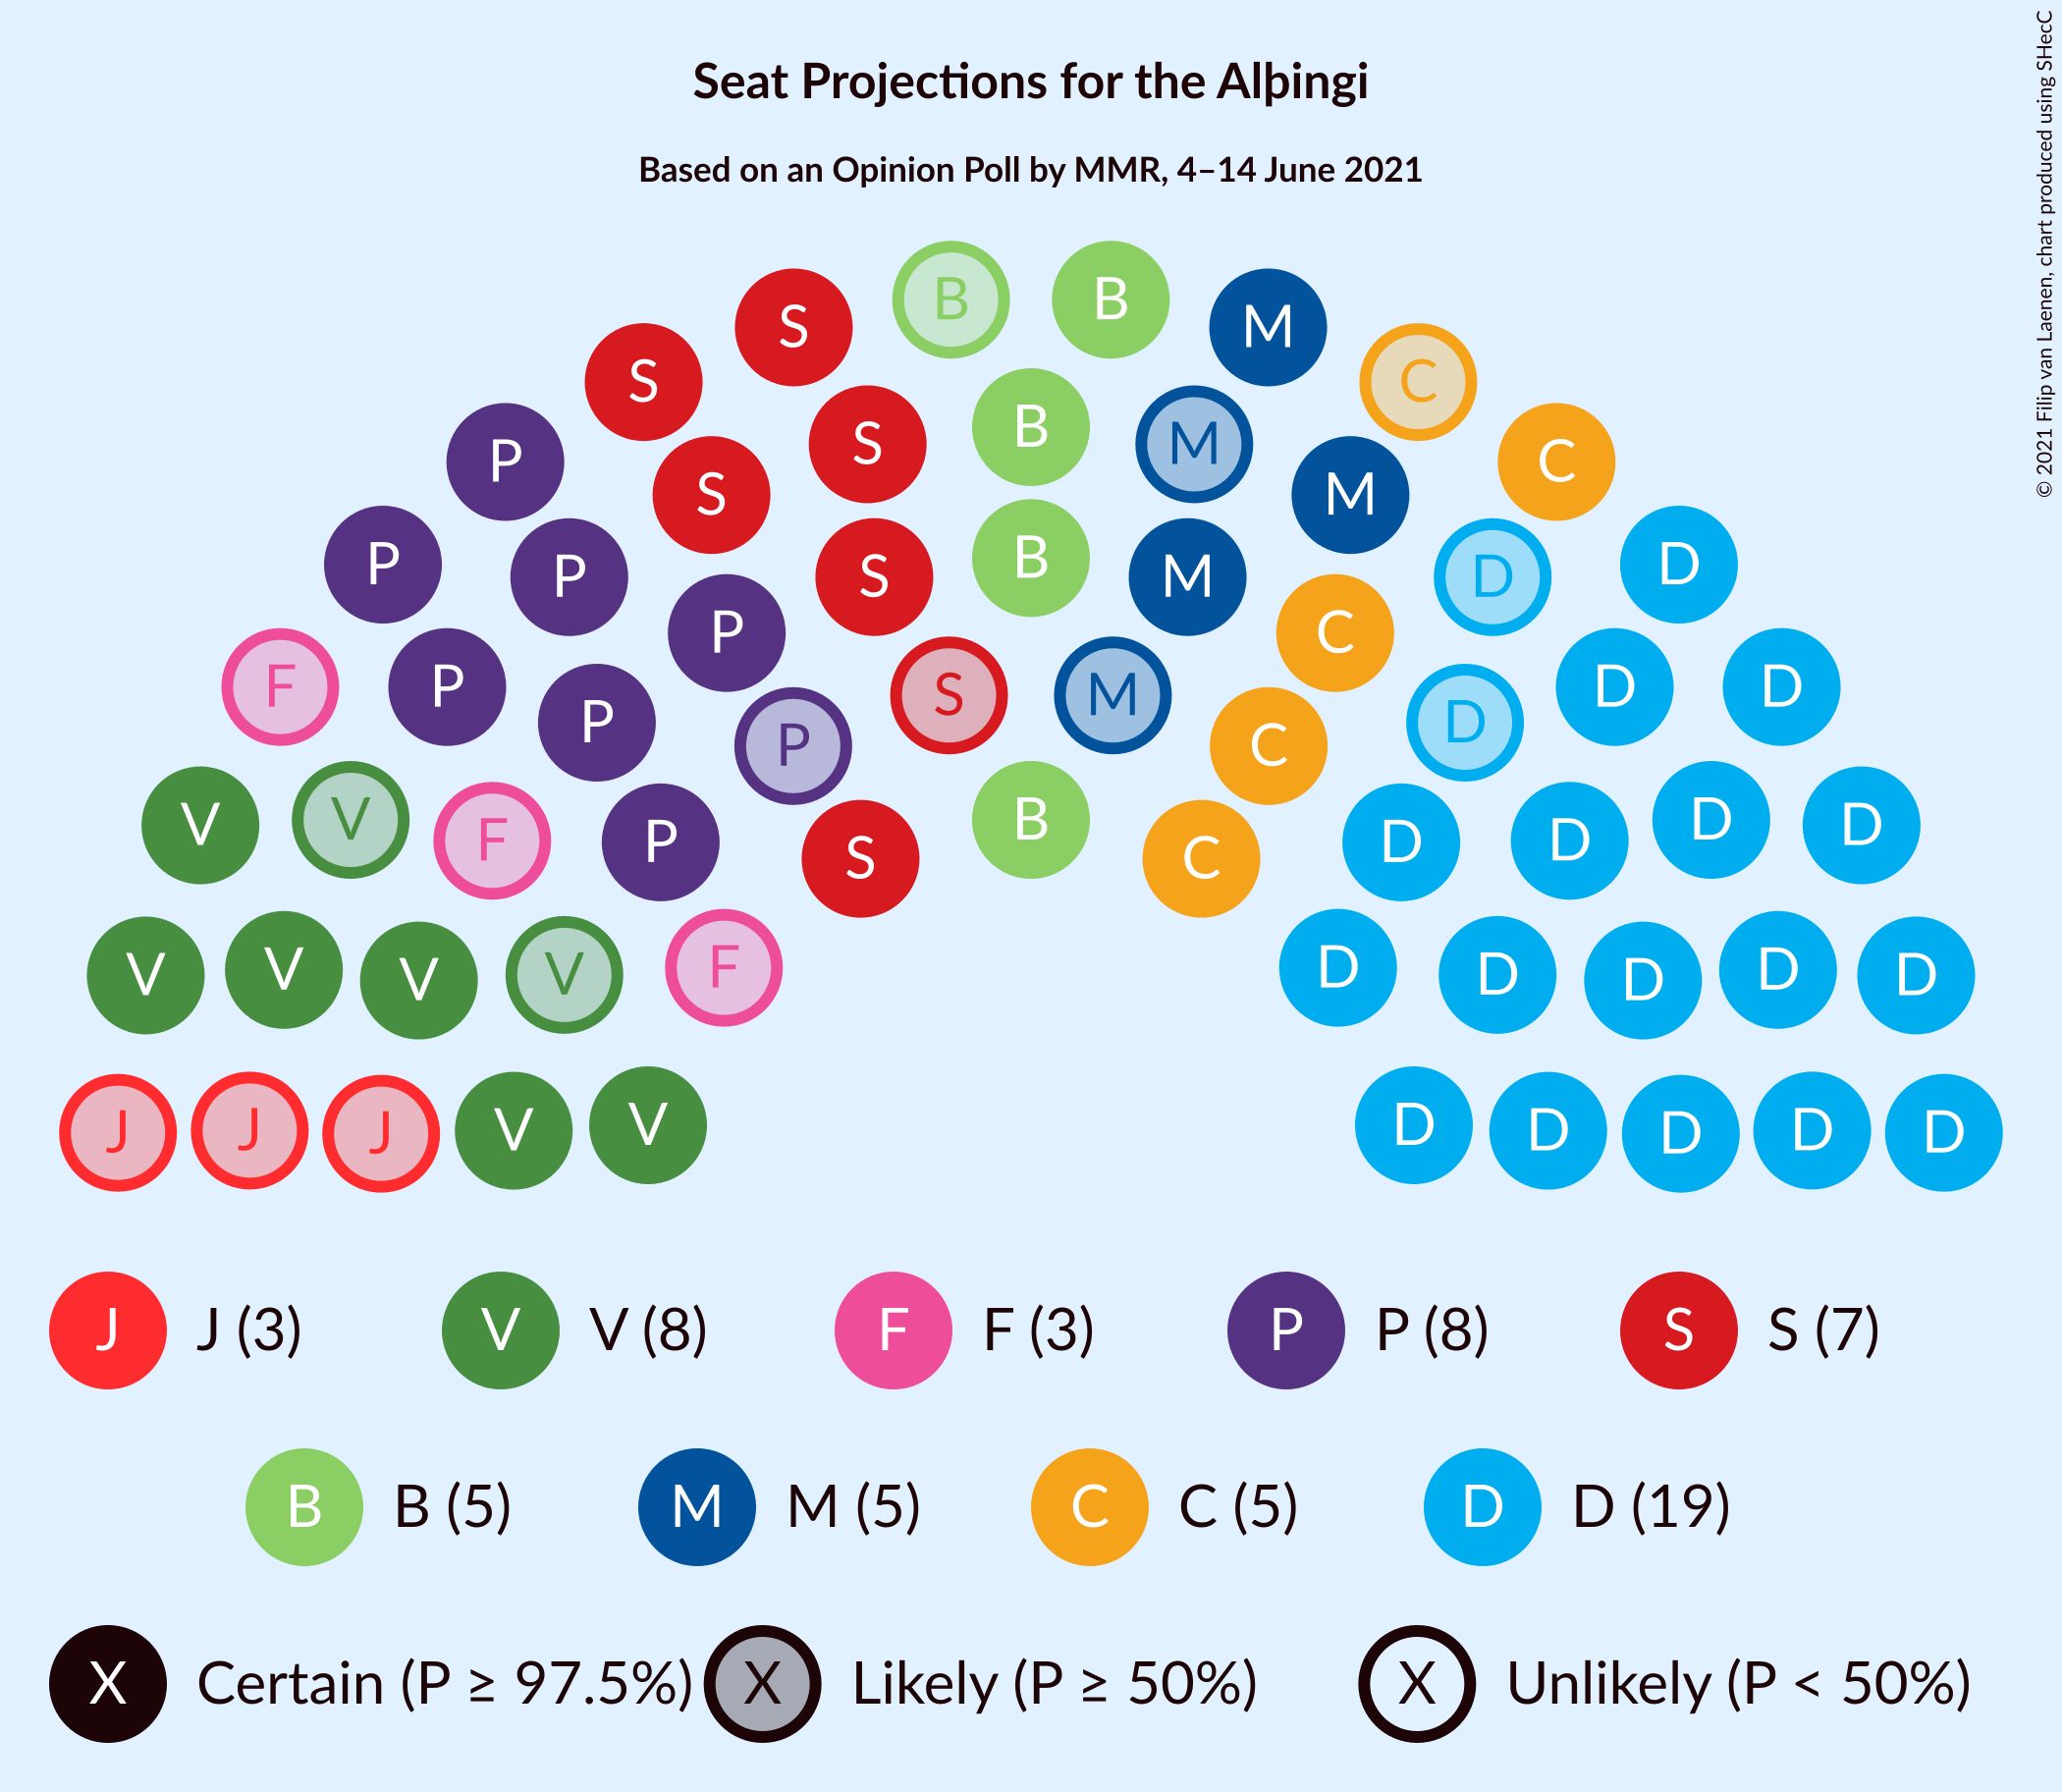 © 2021 Filip van Laenen, chart produced using SHecC
Seat Projections for the Alþingi
Based on an Opinion Poll by MMR, 4–14 June 2021
S S B B M C
P S S B M M C
P P P S B M C D D
F P P P S M C D D D
V V F P S B C D D D D
V V V V F D D D D D
J J J V V D D D D D
J J (3) V V (8) F F (3) P P (8) S S (7)
B B (5) M M (5) C C (5) D D (19)
X Certain (P ≥ 97.5%) X Likely (P ≥ 50%) X Unlikely (P < 50%)